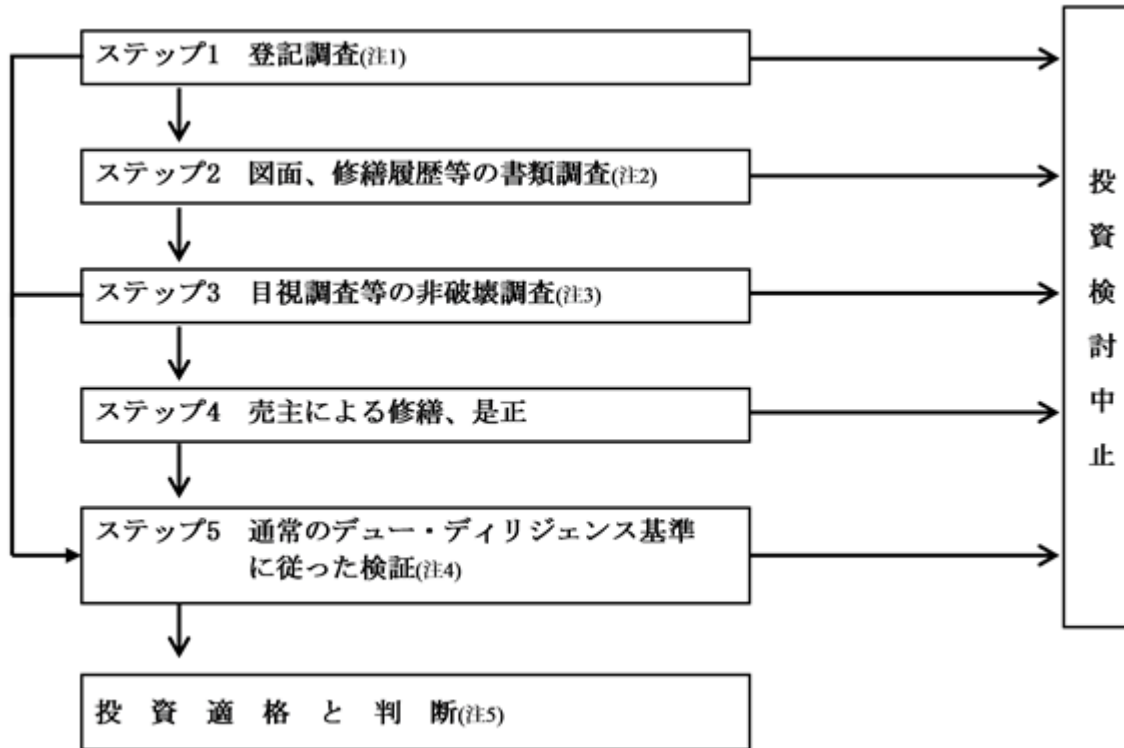 ステップ1 登記調査(注1)
ステップ2 図面、修繕履歴等の書類調査(注2)
ステップ3 目視調査等の非破壊調査(注3)
ステップ4 売主による修繕、是正
ステップ5 通常のデュー・ディリジェンス基準
に従った検証(注4)
投資適格と判断(注5)
投資検討中止